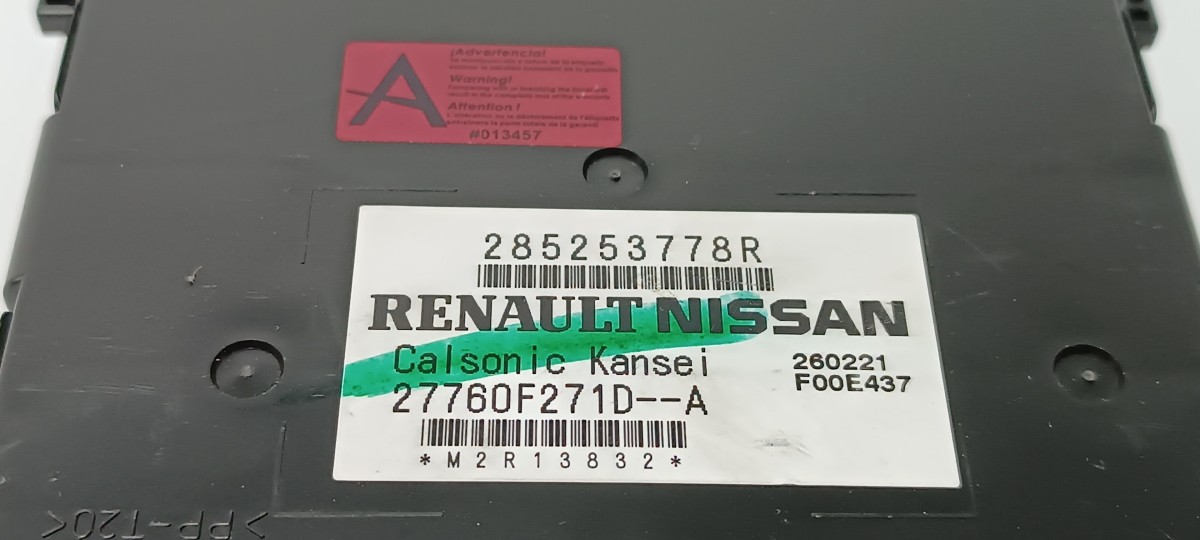 A
¡Advertencia!
Warning!
Attention !
#013457
285253778R
RENAULT NISSAN
Calsonic Kansei
260221
F00E437
27760F271D--A
*M2R13832*
>PP-T20<